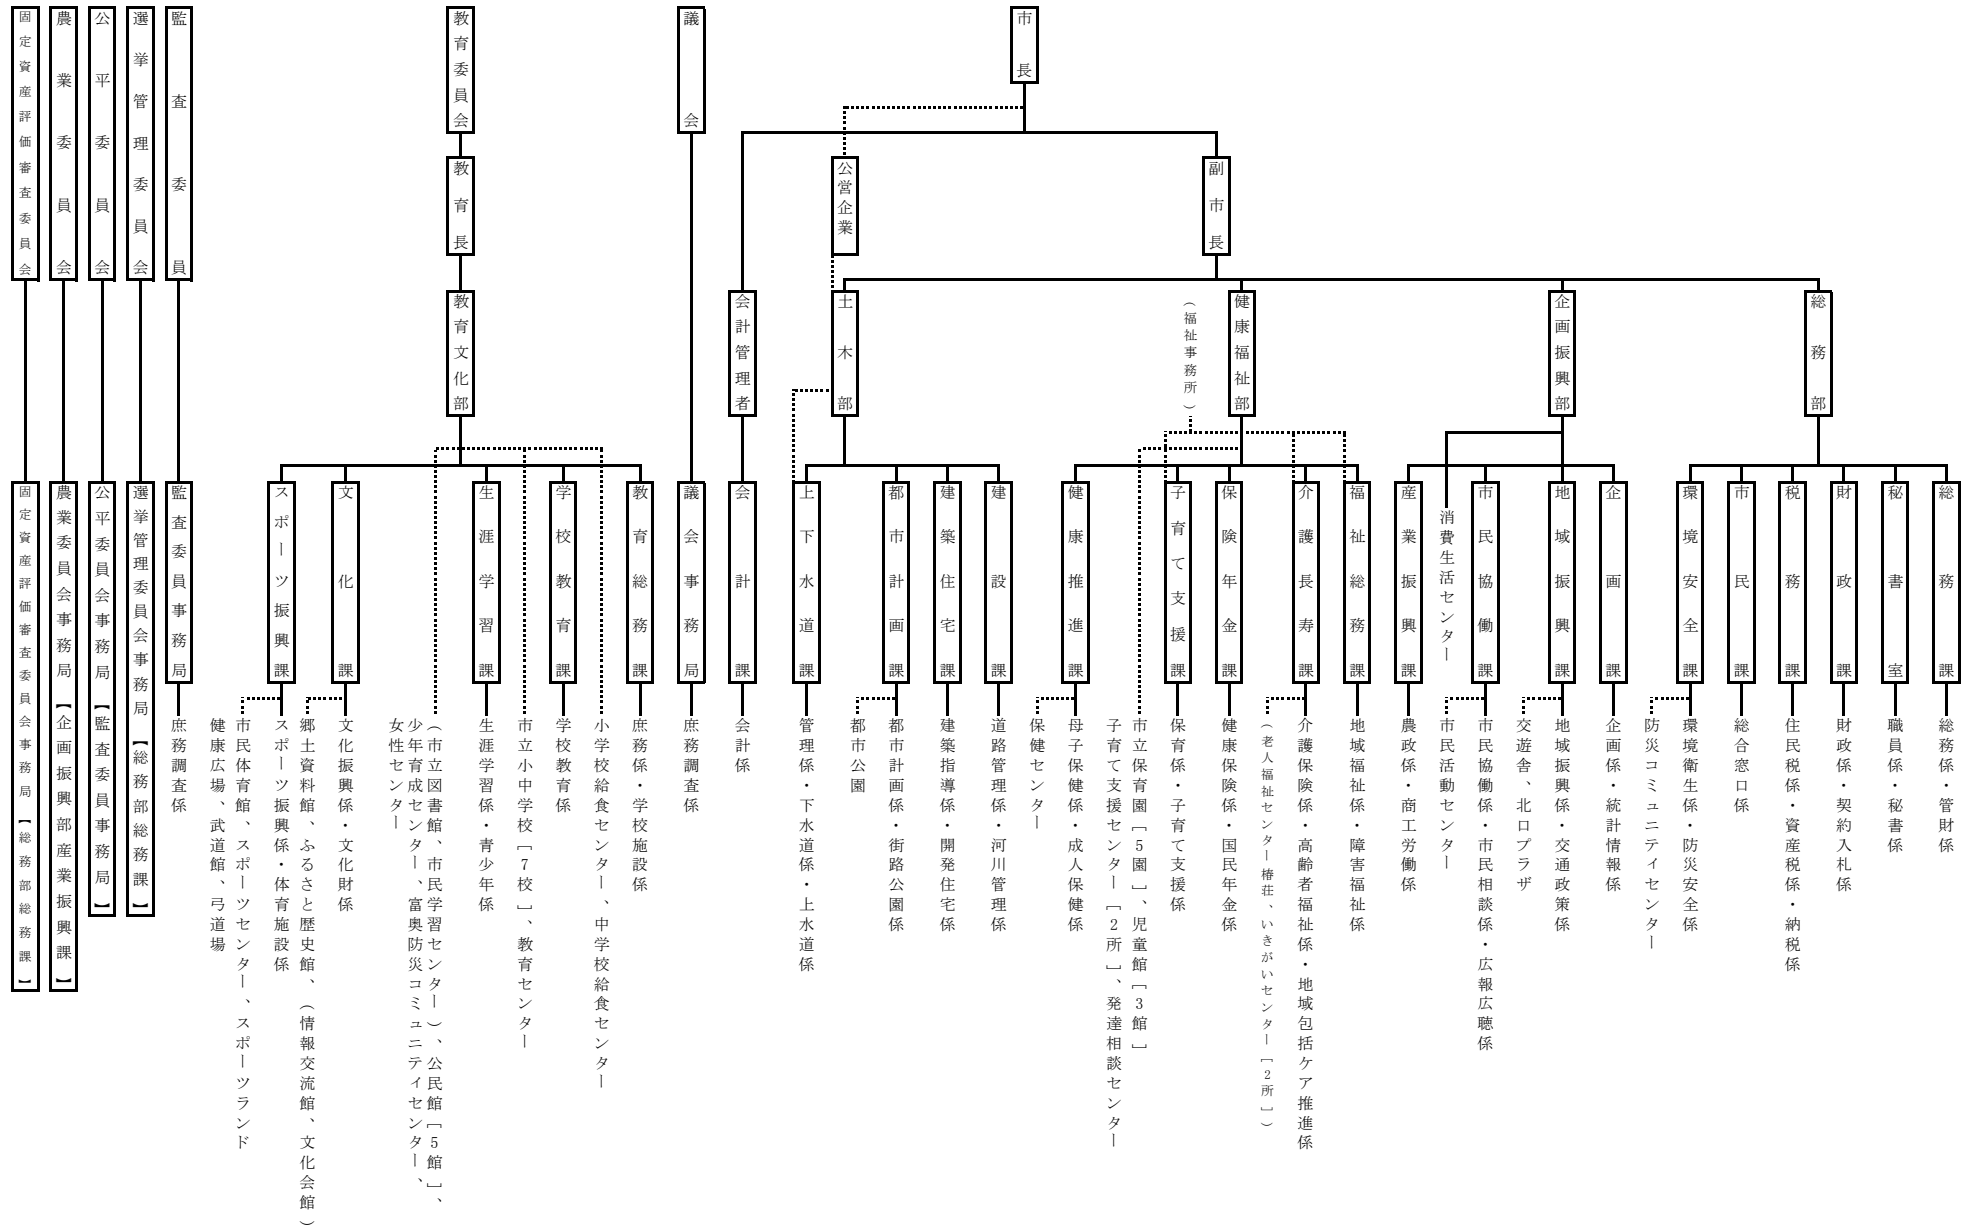 市長
議会
教育委員会
監査委員
選挙管理委員会
公平委員会
農業委員会
固定資産評価審査委員会
副市長
公営企業
教育長
総務部
企画振興部
健康福祉部
（福祉事務所）
土木部
会計管理者
教育文化部
総務課
秘書室
財政課
税務課
市民課
環境安全課
企画課
地域振興課
市民協働課
消費生活センター
産業振興課
福祉総務課
介護長寿課
保険年金課
子育て支援課
健康推進課
建設課
建築住宅課
都市計画課
上下水道課
会計課
議会事務局
教育総務課
学校教育課
生涯学習課
文化課
スポーツ振興課
監査委員事務局
選挙管理委員会事務局【総務部総務課】
公平委員会事務局【監査委員事務局】
農業委員会事務局【企画振興部産業振興課】
固定資産評価審査委員会事務局【総務部総務課】
総務係・管財係
職員係・秘書係
財政係・契約入札係
住民税係・資産税係・納税係
総合窓口係
環境衛生係・防災安全係
防災コミュニティセンター
企画係・統計情報係
地域振興係・交通政策係
交遊舎、北口プラザ
市民協働係・市民相談係・広報広聴係
市民活動センター
農政係・商工労働係
地域福祉係・障害福祉係
介護保険係・高齢者福祉係・地域包括ケア推進係
（老人福祉センター椿荘、いきがいセンター［2所］）
健康保険係・国民年金係
保育係・子育て支援係
市立保育園［5園］、児童館［3館］
子育て支援センター［2所］、発達相談センター
母子保健係・成人保健係
保健センター
道路管理係・河川管理係
建築指導係・開発住宅係
都市計画係・街路公園係
都市公園
管理係・下水道係・上水道係
会計係
庶務調査係
庶務係・学校施設係
小学校給食センター、中学校給食センター
学校教育係
市立小中学校［7校］、教育センター
生涯学習係・青少年係
（市立図書館、市民学習センター）、公民館［5館］、
少年育成センター、富奥防災コミュニティセンター、
女性センター
文化振興係・文化財係
郷土資料館、ふるさと歴史館、（情報交流館、文化会館）
スポーツ振興係・体育施設係
市民体育館、スポーツセンター、スポーツランド
健康広場、武道館、弓道場
庶務調査係